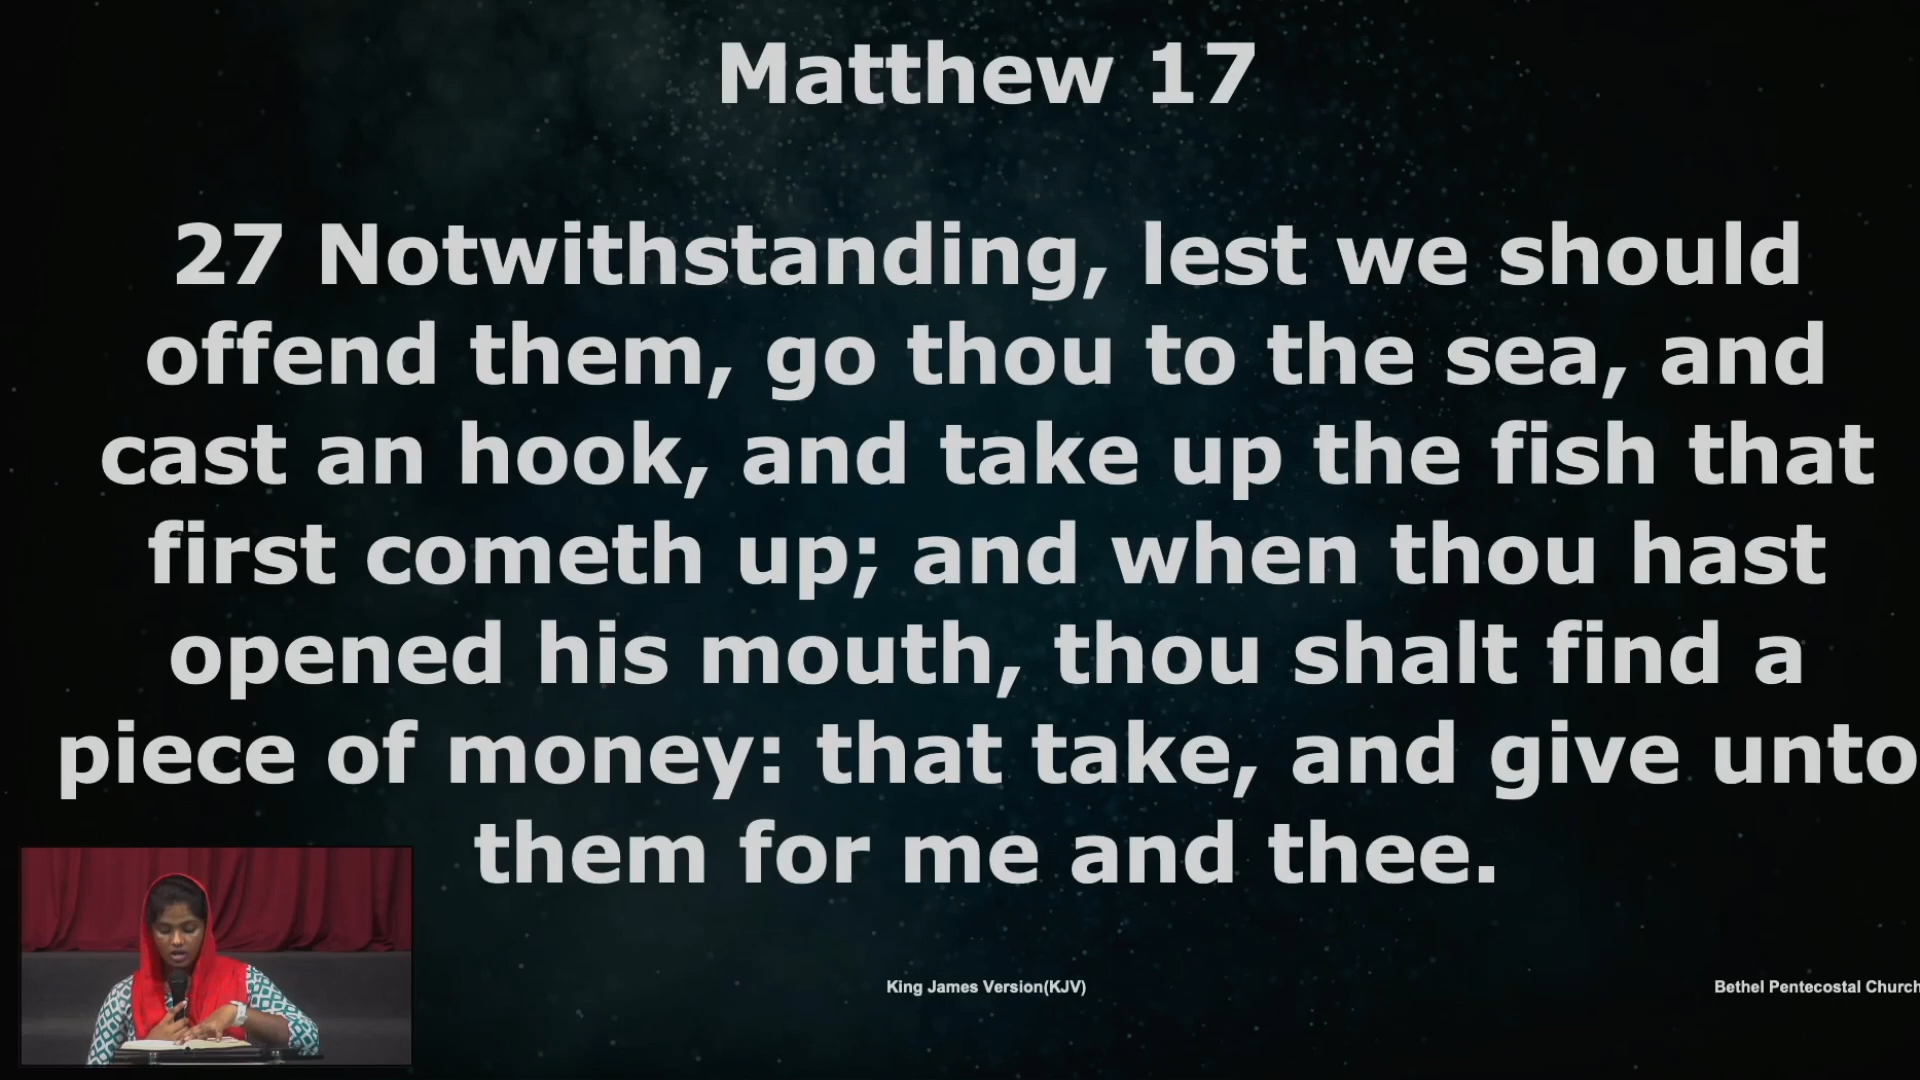 Matthew 17
27 Notwithstanding, lest we should
offend them, go thou to the sea, and
cast an hook, and take up the fish that
first cometh up; and when thou hast
opened his mouth, thou shalt find a
piece of money: that take, and give unto
them for me and thee.
King James Version(KJV)
Bethel Pentecostal Church